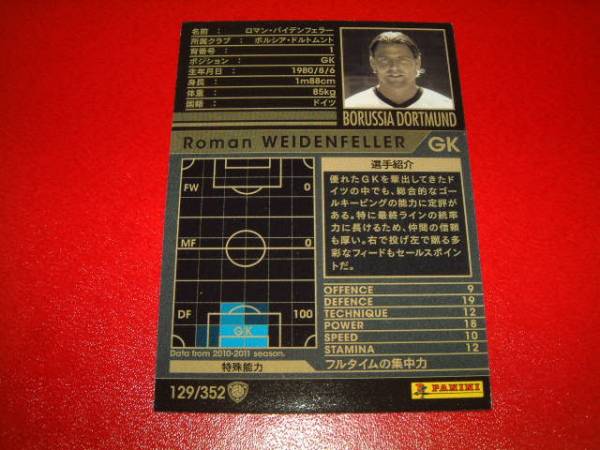 名前 : ロマン・バイデンフェラー
所属クラブ : ボルシア・ドルトムント
背番号 : 1
ポジション : GK
生年月日 : 1980/8/6
身長 : 1m88cm
体重 : 85kg
国籍 : ドイツ
BORUSSIA DORTMUND
Roman WEIDENFELLER GK
FW 0
MF 0
DF 100
GK
Data from 2010-2011 season.
選手紹介
優れたGKを輩出してきたド
イツの中でも、総合的なゴー
ルキーピングの能力に定評が
ある。特に最終ラインの統率
力に長けるため、仲間の信頼
も厚い。右で投げ左で蹴る多
彩なフィードもセールスポイ
ントだ。
OFFENCE 9
DEFENCE 19
TECHNIQUE 12
POWER 18
SPEED 10
STAMINA 12
特殊能力 フルタイムの集中力
129/352
PANINI